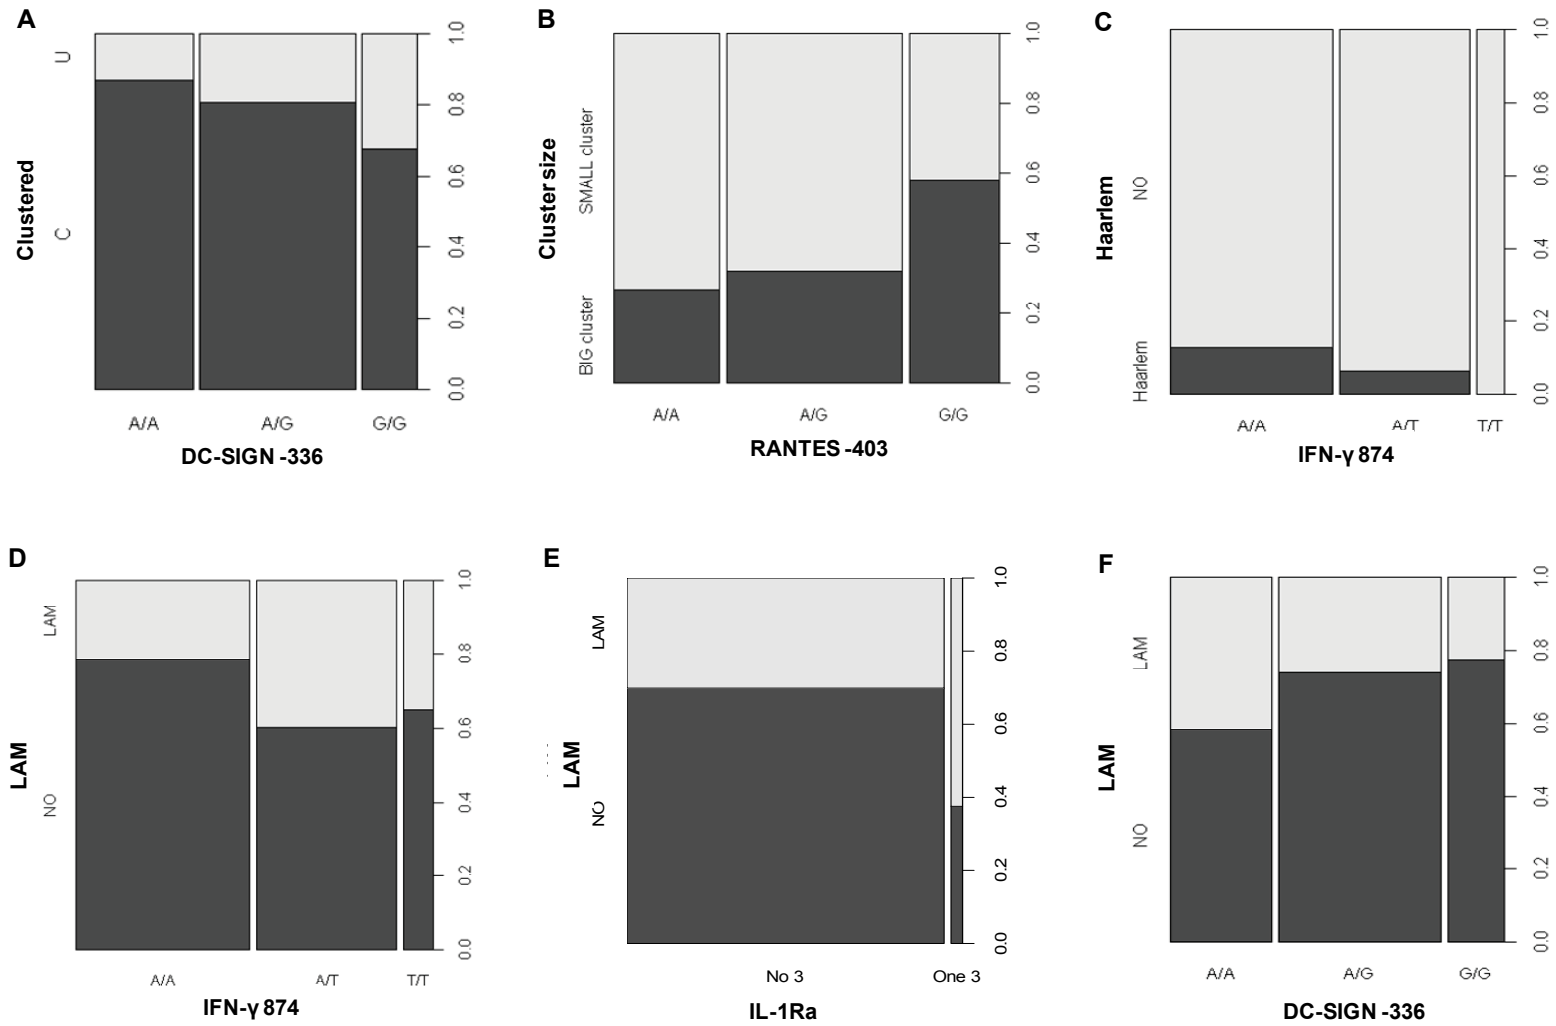 A
Clustered
U
C
1.0
0.8
0.6
0.4
0.2
0.0
A/A A/G G/G
DC-SIGN -336
B
Cluster size
SMALL cluster
BIG cluster
1.0
0.8
0.6
0.4
0.2
0.0
A/A A/G G/G
RANTES -403
C
Haarlem
NO
Haarlem
1.0
0.8
0.6
0.4
0.2
0.0
A/A A/T T/T
IFN-γ 874
D
LAM
LAM
NO
1.0
0.8
0.6
0.4
0.2
0.0
A/A A/T T/T
IFN-γ 874
E
LAM
LAM
NO
1.0
0.8
0.6
0.4
0.2
0.0
No 3 One 3
IL-1Ra
F
LAM
LAM
NO
1.0
0.8
0.6
0.4
0.2
0.0
A/A A/G G/G
DC-SIGN -336